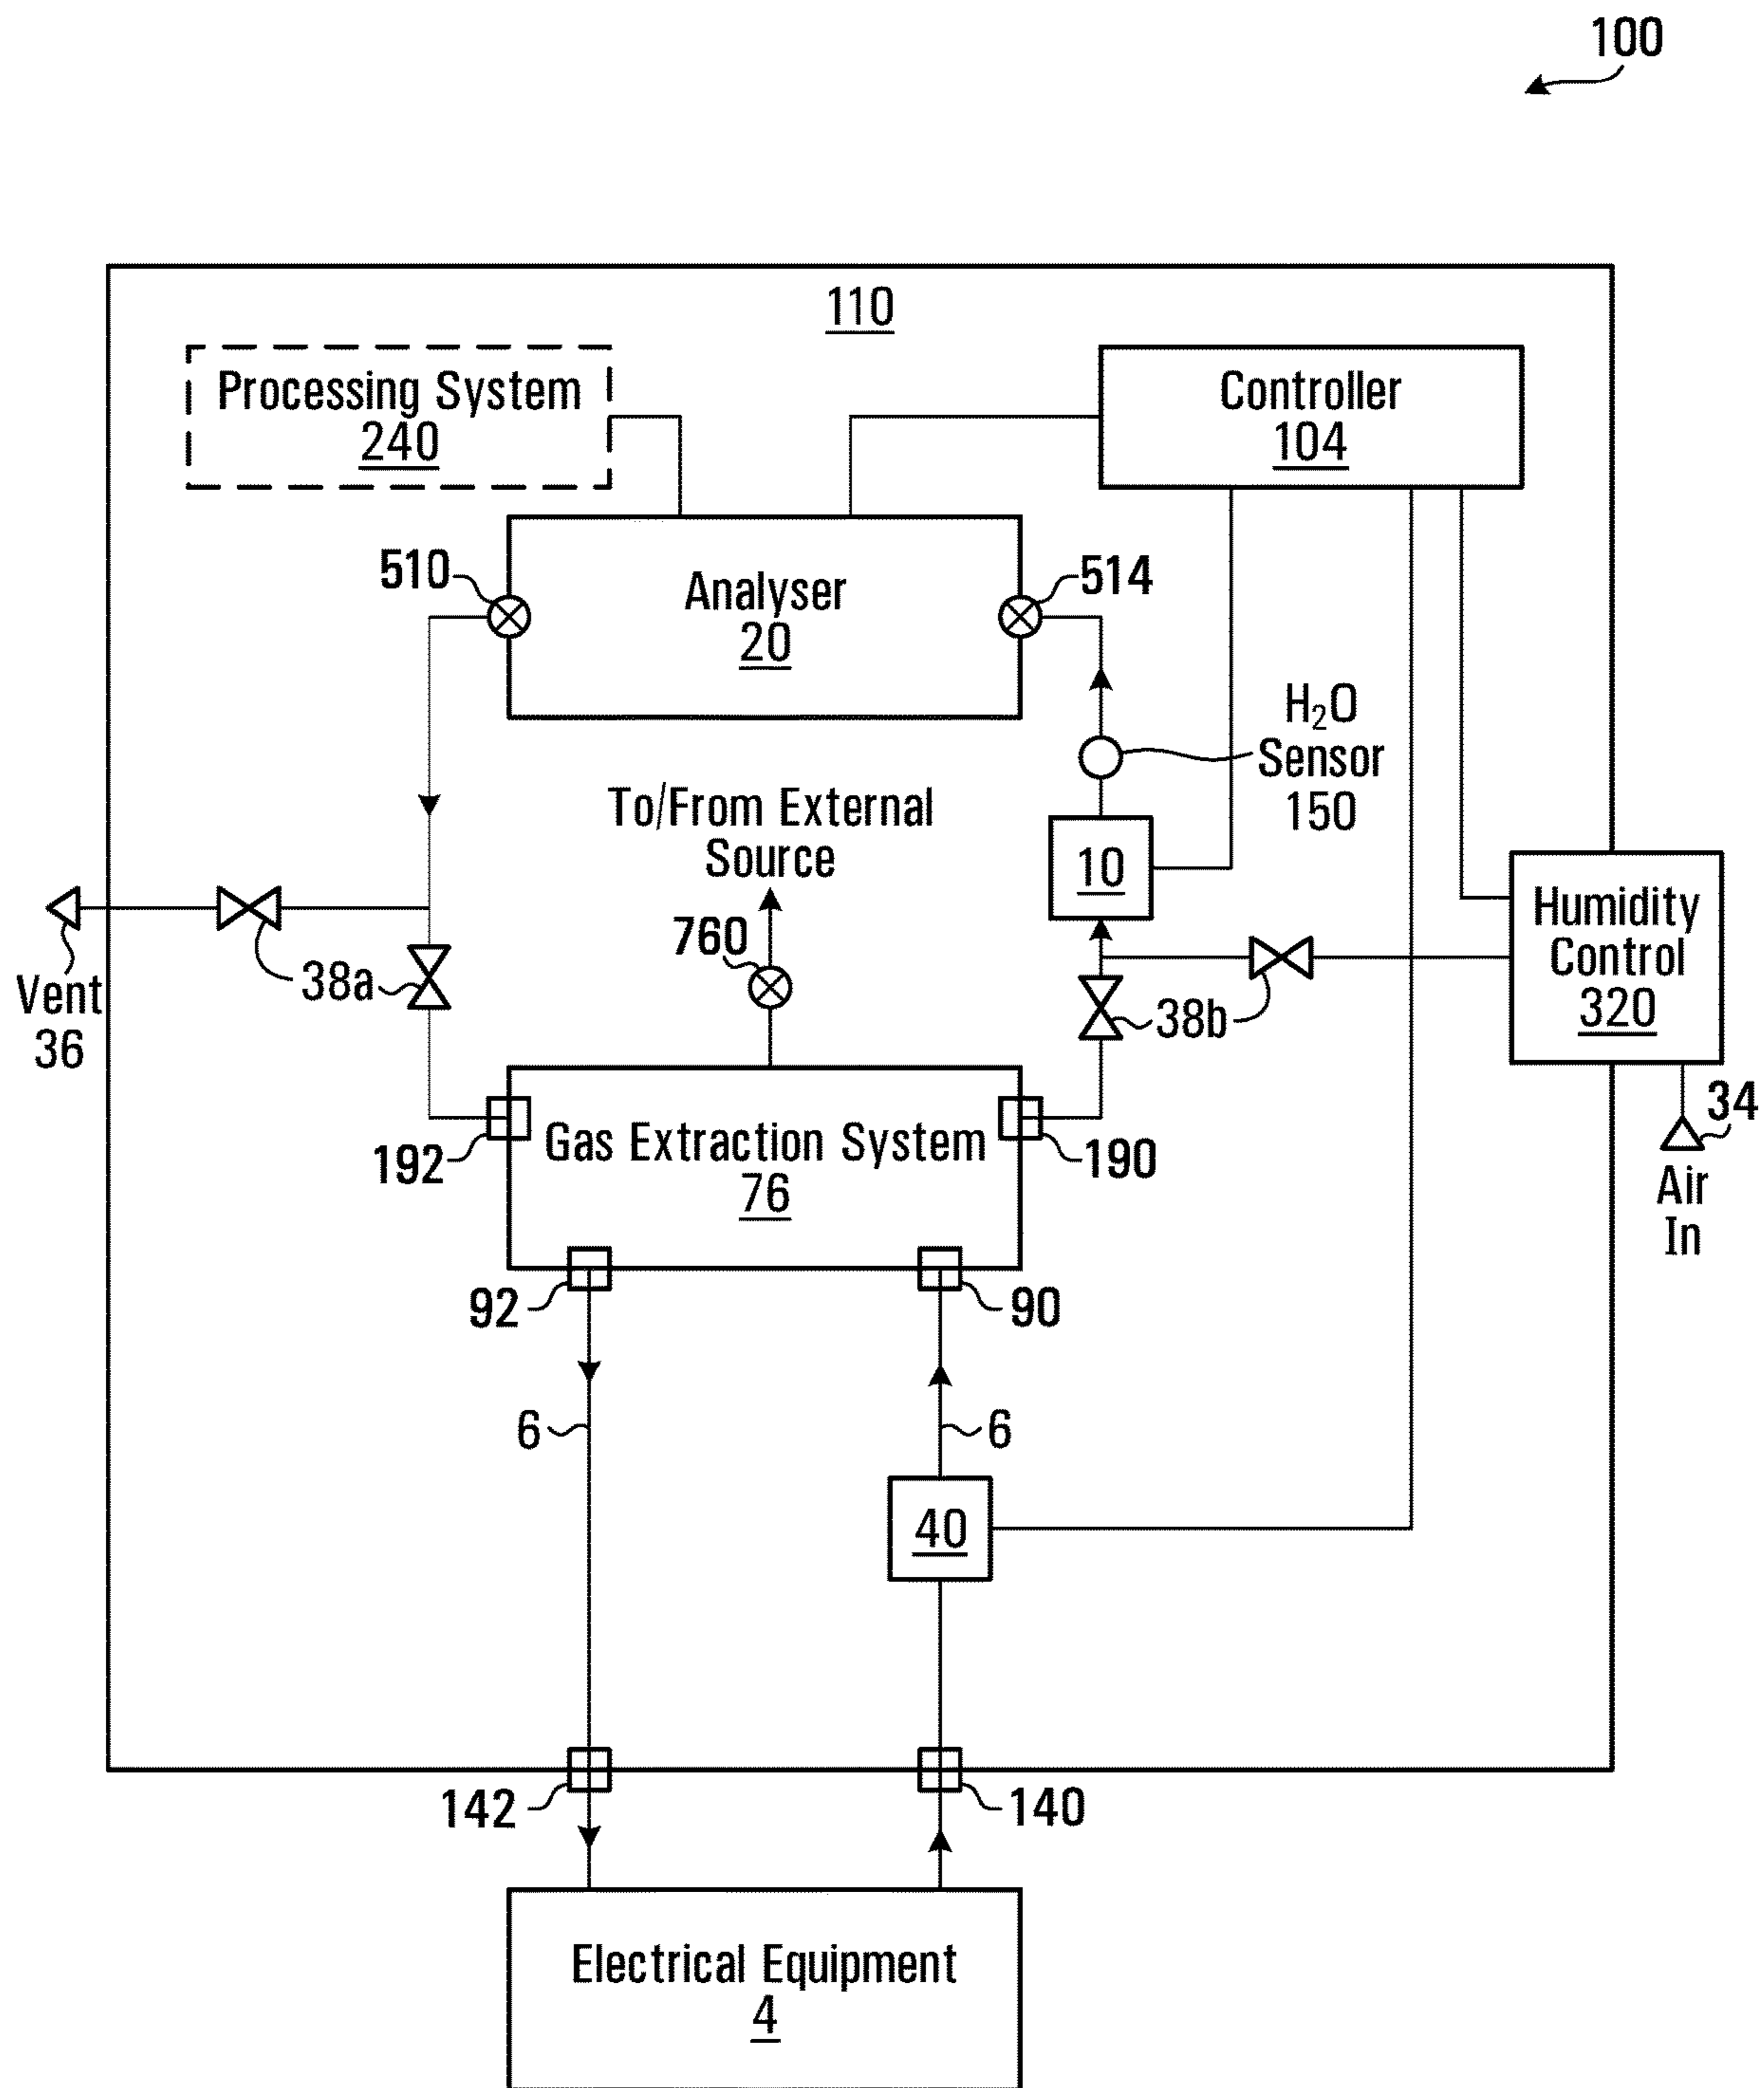 100
110
Processing System
240
Controller
104
510
Analyser
20
514
H₂O
Sensor
150
To/From External
Source
10
Humidity
Control
320
760
38a
Vent
36
38b
34
Air
In
192
Gas Extraction System
76
190
92
90
6
6
40
142
140
Electrical Equipment
4